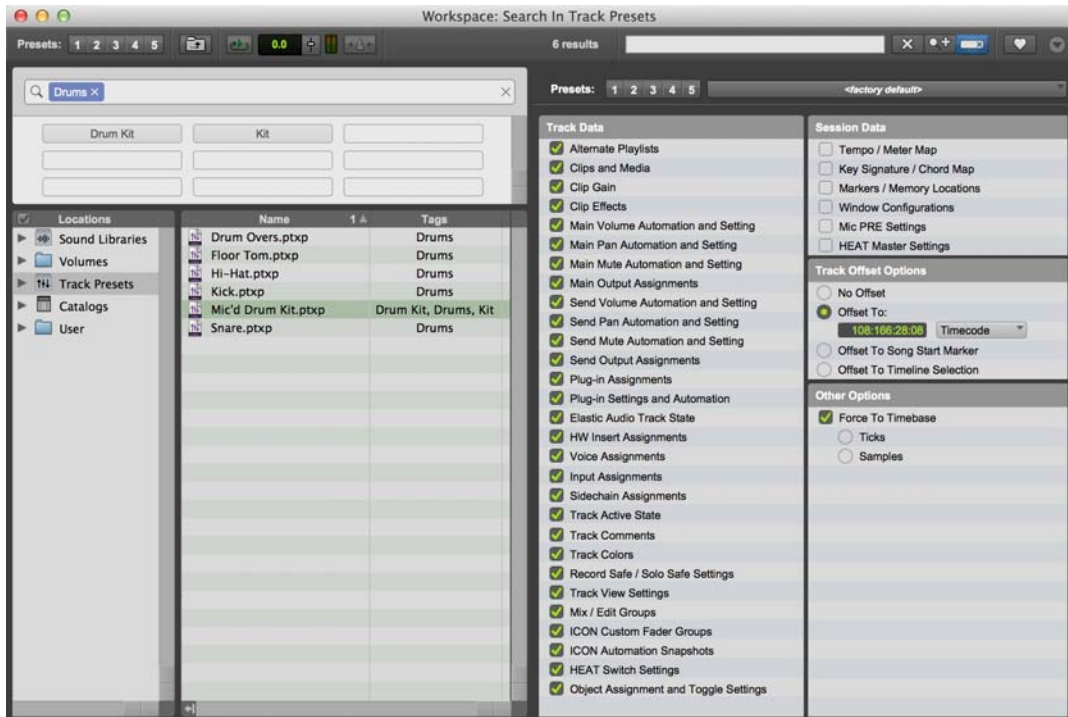 Workspace: Search In Track Presets
Presets: 1 2 3 4 5
0.0
6 results
Drums ×
Presets: 1 2 3 4 5
<factory default>
Drum Kit
Kit
Locations
Sound Libraries
Volumes
Track Presets
Catalogs
User
Name 1 Tags
Drum Overs.ptxp Drums
Floor Tom.ptxp Drums
Hi-Hat.ptxp Drums
Kick.ptxp Drums
Mic'd Drum Kit.ptxp Drum Kit, Drums, Kit
Snare.ptxp Drums
Track Data
Alternate Playlists
Clips and Media
Clip Gain
Clip Effects
Main Volume Automation and Setting
Main Pan Automation and Setting
Main Mute Automation and Setting
Main Output Assignments
Send Volume Automation and Setting
Send Pan Automation and Setting
Send Mute Automation and Setting
Send Output Assignments
Plug-in Assignments
Plug-in Settings and Automation
Elastic Audio Track State
HW Insert Assignments
Voice Assignments
Input Assignments
Sidechain Assignments
Track Active State
Track Comments
Track Colors
Record Safe / Solo Safe Settings
Track View Settings
Mix / Edit Groups
ICON Custom Fader Groups
ICON Automation Snapshots
HEAT Switch Settings
Object Assignment and Toggle Settings
Session Data
Tempo / Meter Map
Key Signature / Chord Map
Markers / Memory Locations
Window Configurations
Mic PRE Settings
HEAT Master Settings
Track Offset Options
No Offset
Offset To:
108:166:28:08 Timecode
Offset To Song Start Marker
Offset To Timeline Selection
Other Options
Force To Timebase
Ticks
Samples